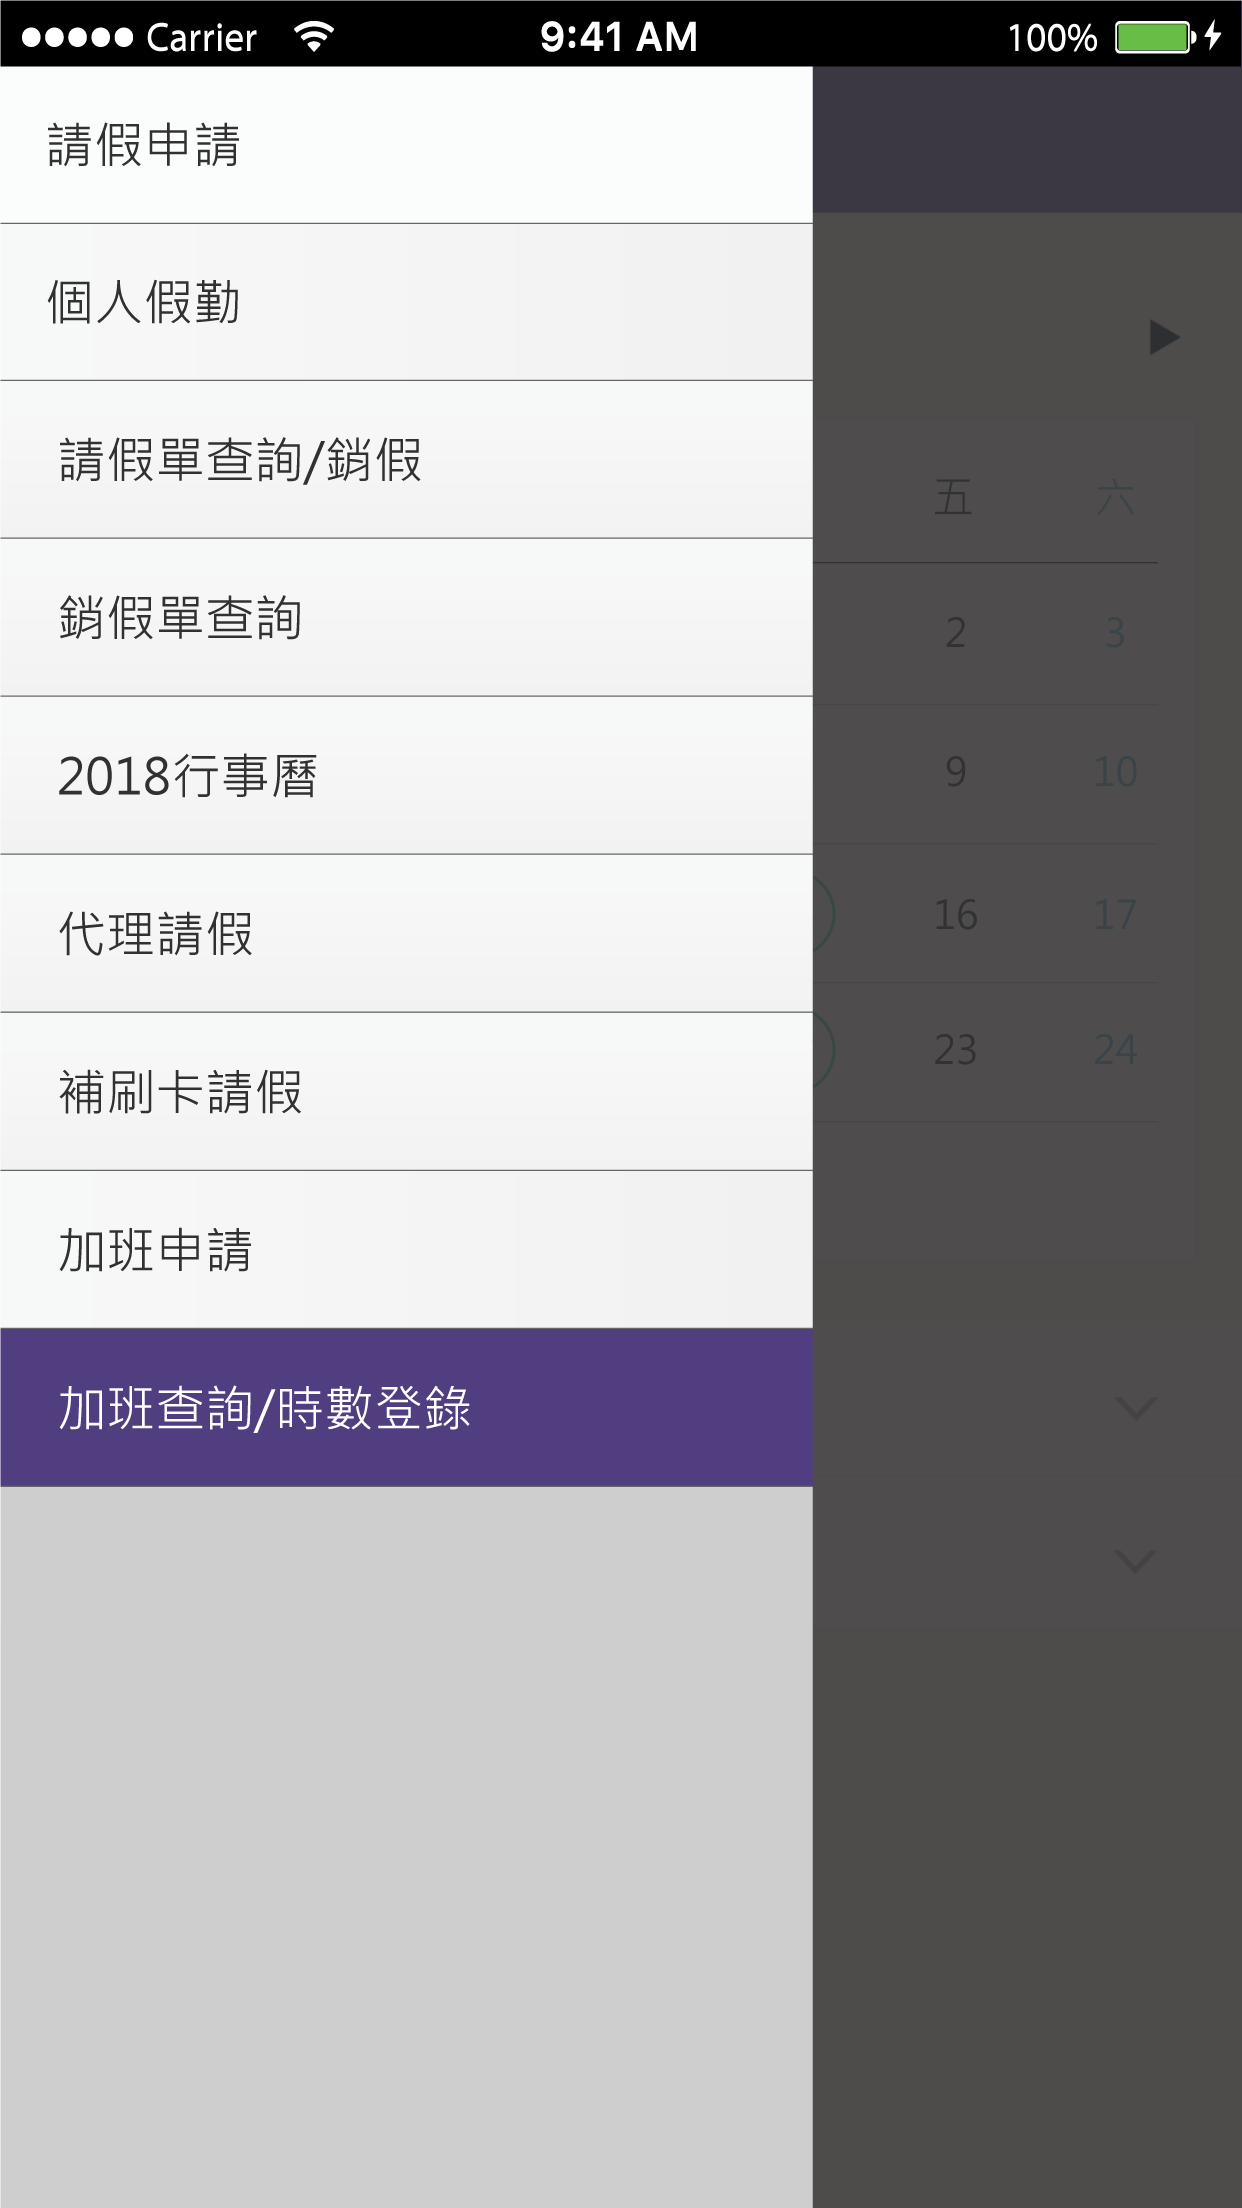 Carrier 9:41 AM 100%
請假申請
個人假勤
請假單查詢/銷假
五 六
銷假單查詢
2 3
2018行事曆
9 10
代理請假
16 17
補刷卡請假
23 24
加班申請
加班查詢/時數登錄